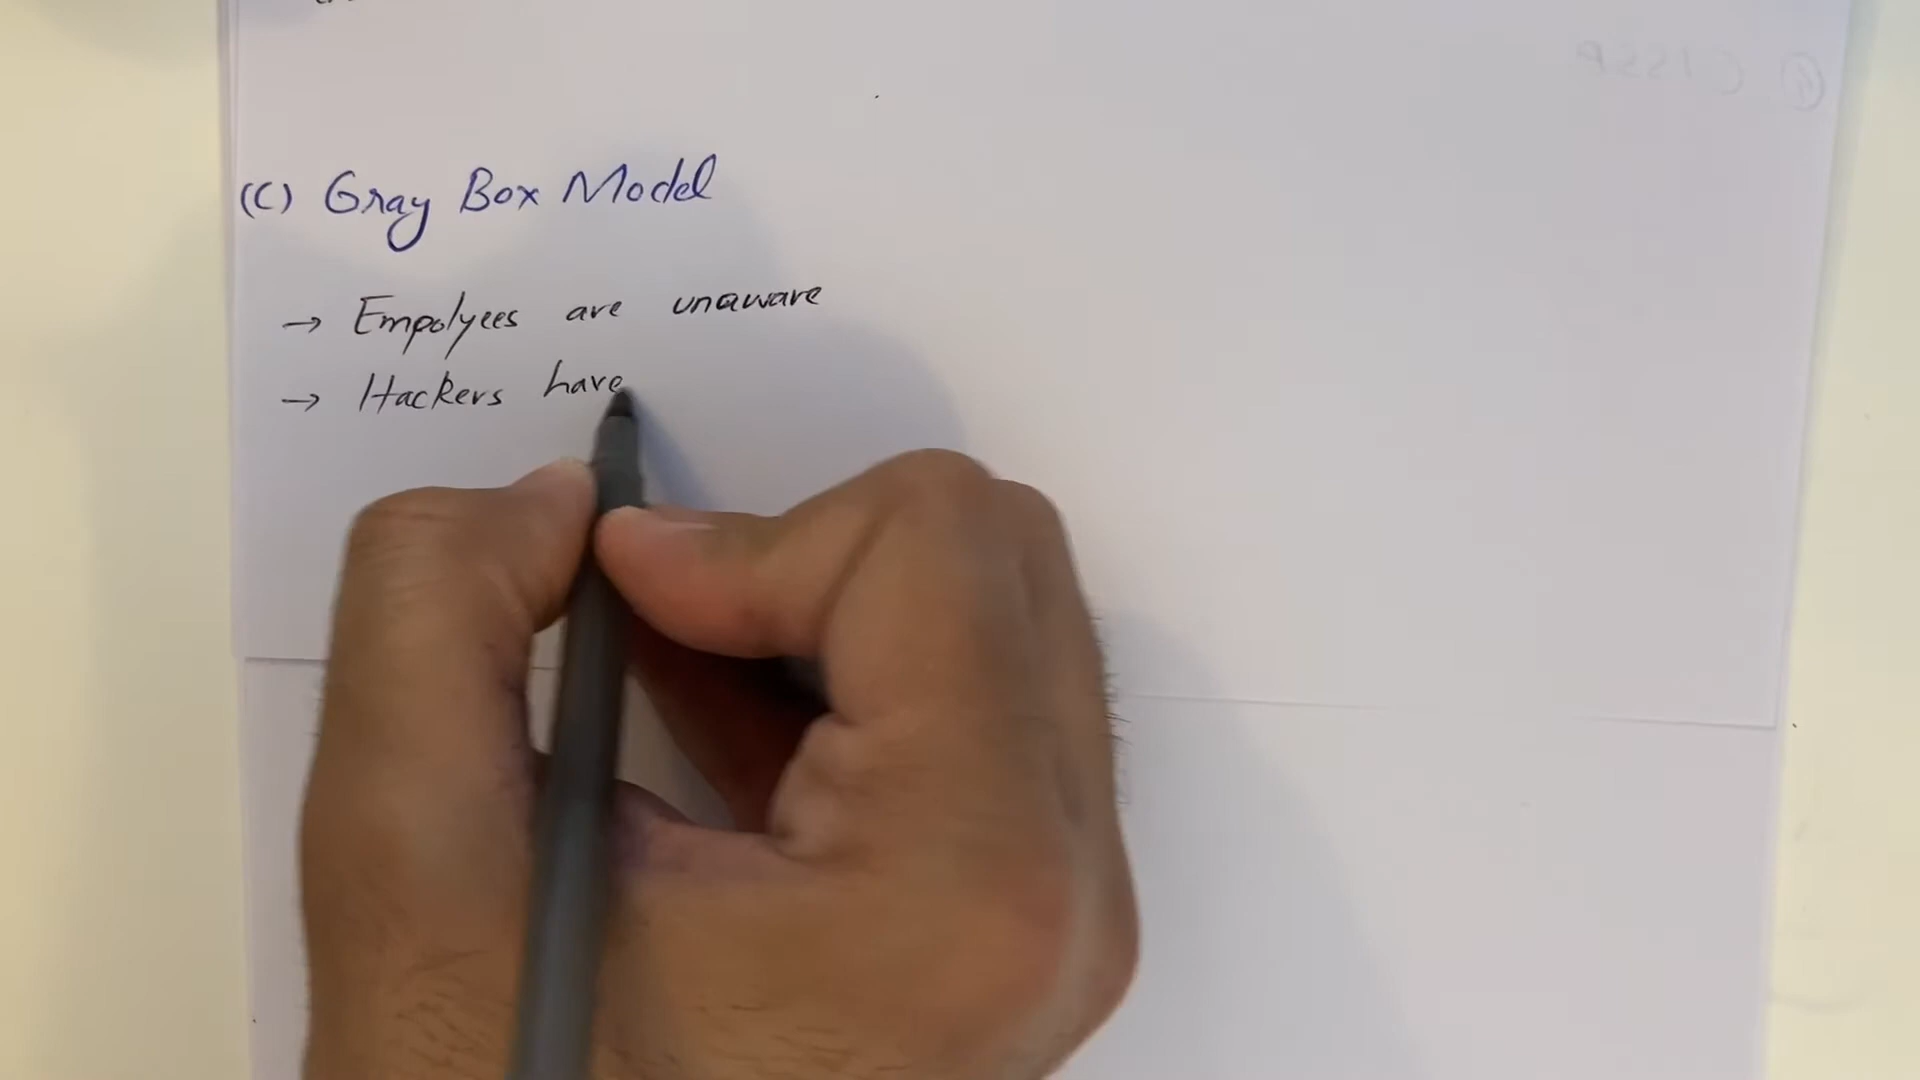 (C) Gray Box Model
→ Empolyees are unaware
→ Hackers have